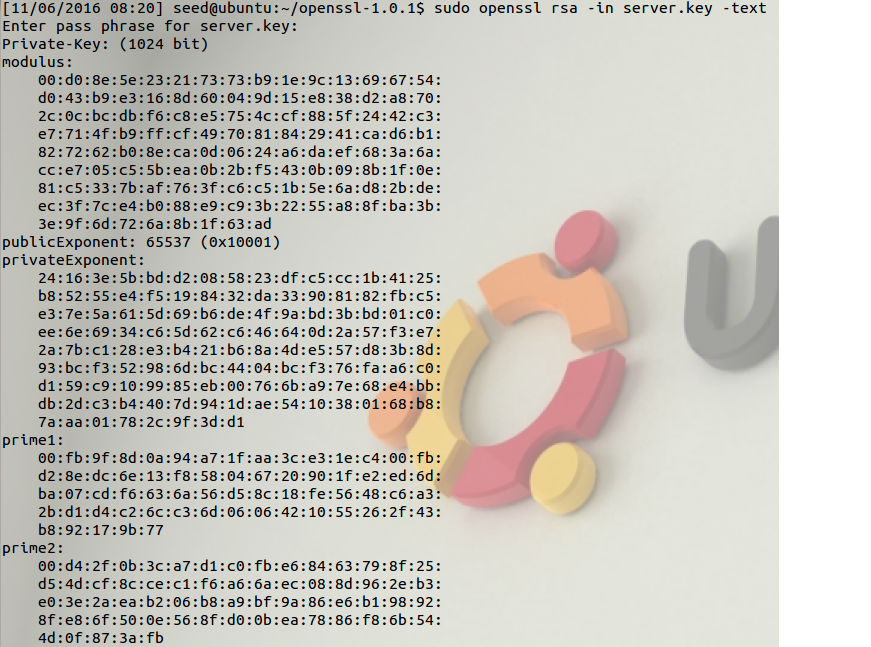 [11/06/2016 08:20] seed@ubuntu:~/openssl-1.0.1$ sudo openssl rsa -in server.key -text
Enter pass phrase for server.key:
Private-Key: (1024 bit)
modulus:
00:d0:8e:5e:23:21:73:73:b9:1e:9c:13:69:67:54:
d0:43:b9:e3:16:8d:60:04:9d:15:e8:38:d2:a8:70:
2c:0c:bc:db:f6:c8:e5:75:4c:cf:88:5f:24:42:c3:
e7:71:4f:b9:ff:cf:49:70:81:84:29:41:ca:d6:b1:
82:72:62:b0:8e:ca:0d:06:24:a6:da:ef:68:3a:6a:
cc:e7:05:c5:5b:ea:0b:2b:f5:43:0b:09:8b:1f:0e:
81:c5:33:7b:af:76:3f:c6:c5:1b:5e:6a:d8:2b:de:
ec:3f:7c:e4:b0:88:e9:c9:3b:22:55:a8:8f:ba:3b:
3e:9f:6d:72:6a:8b:1f:63:ad
publicExponent: 65537 (0x10001)
privateExponent:
24:16:3e:5b:bd:d2:08:58:23:df:c5:cc:1b:41:25:
b8:52:55:e4:f5:19:84:32:da:33:90:81:82:fb:c5:
e3:7e:5a:61:5d:69:b6:de:4f:9a:bd:3b:bd:01:c0:
ee:6e:69:34:c6:5d:62:c6:46:64:0d:2a:57:f3:e7:
2a:7b:c1:28:e3:b4:21:b6:8a:4d:e5:57:d8:3b:8d:
93:bc:f3:52:98:6d:bc:44:04:bc:f3:76:fa:a6:c0:
d1:59:c9:10:99:85:eb:00:76:6b:a9:7e:68:e4:bb:
db:2d:c3:b4:40:7d:94:1d:ae:54:10:38:01:68:b8:
7a:aa:01:78:2c:9f:3d:d1
prime1:
00:fb:9f:8d:0a:94:a7:1f:aa:3c:e3:1e:c4:00:fb:
d2:8e:dc:6e:13:f8:58:04:67:20:90:1f:e2:ed:6d:
ba:07:cd:f6:63:6a:56:d5:8c:18:fe:56:48:c6:a3:
2b:d1:d4:c2:6c:c3:6d:06:06:42:10:55:26:2f:43:
b8:92:17:9b:77
prime2:
00:d4:2f:0b:3c:a7:d1:c0:fb:e6:84:63:79:8f:25:
d5:4d:cf:8c:ce:c1:f6:a6:6a:ec:08:8d:96:2e:b3:
e0:3e:2a:ea:b2:06:b8:a9:bf:9a:86:e6:b1:98:92:
8f:e8:6f:50:0e:56:8f:d0:0b:ea:78:86:f8:6b:54:
4d:0f:87:3a:fb